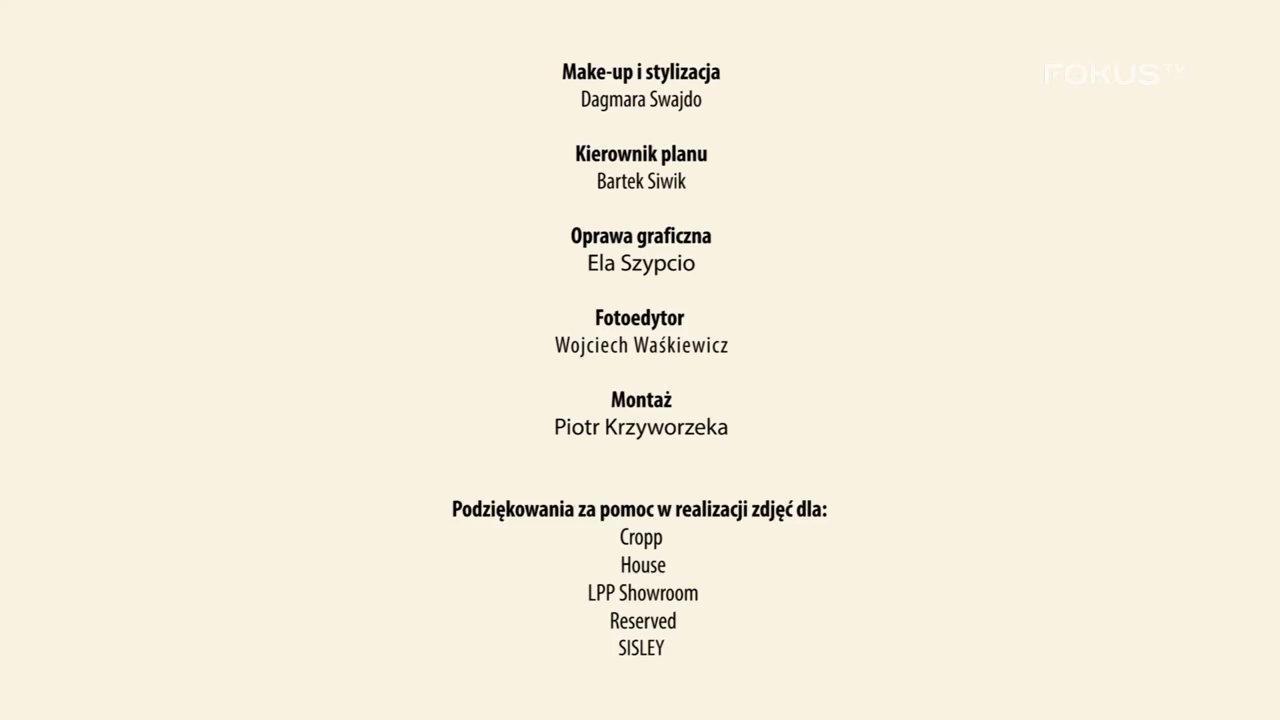 FOKUS TV
Make-up i stylizacja
Dagmara Swajdo
Kierownik planu
Bartek Siwik
Oprawa graficzna
Ela Szypcio
Fotoedytor
Wojciech Waśkiewicz
Montaż
Piotr Krzyworzeka
Podziękowania za pomoc w realizacji zdjęć dla:
Cropp
House
LPP Showroom
Reserved
SISLEY